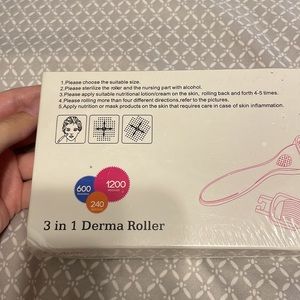 1.Please choose the suitable size.
2.Please sterilize the roller and the nursing part with alcohol.
3.Please apply suitable nutritional lotion/cream on the skin, rolling back and forth 4-5 times.
4.Please rolling more than four different directions,refer to the pictures.
5.Apply nutrition or mask products on the skin that requires care in case of skin inflammation.
600
1200
240
3 in 1 Derma Roller